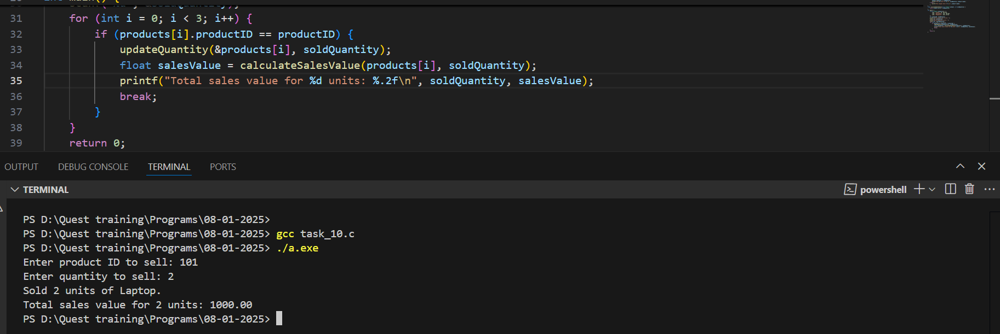 31 for (int i = 0; i < 3; i++) {
32 if (products[i].productID == productID) {
33 updateQuantity(&products[i], soldQuantity);
34 float salesValue = calculateSalesValue(products[i], soldQuantity);
35 printf("Total sales value for %d units: %.2f\n", soldQuantity, salesValue);
36 break;
37 }
38 }
39 return 0;
OUTPUT DEBUG CONSOLE TERMINAL PORTS
TERMINAL powershell
PS D:\Quest training\Programs\08-01-2025>
PS D:\Quest training\Programs\08-01-2025> gcc task_10.c
PS D:\Quest training\Programs\08-01-2025> ./a.exe
Enter product ID to sell: 101
Enter quantity to sell: 2
Sold 2 units of Laptop.
Total sales value for 2 units: 1000.00
PS D:\Quest training\Programs\08-01-2025>